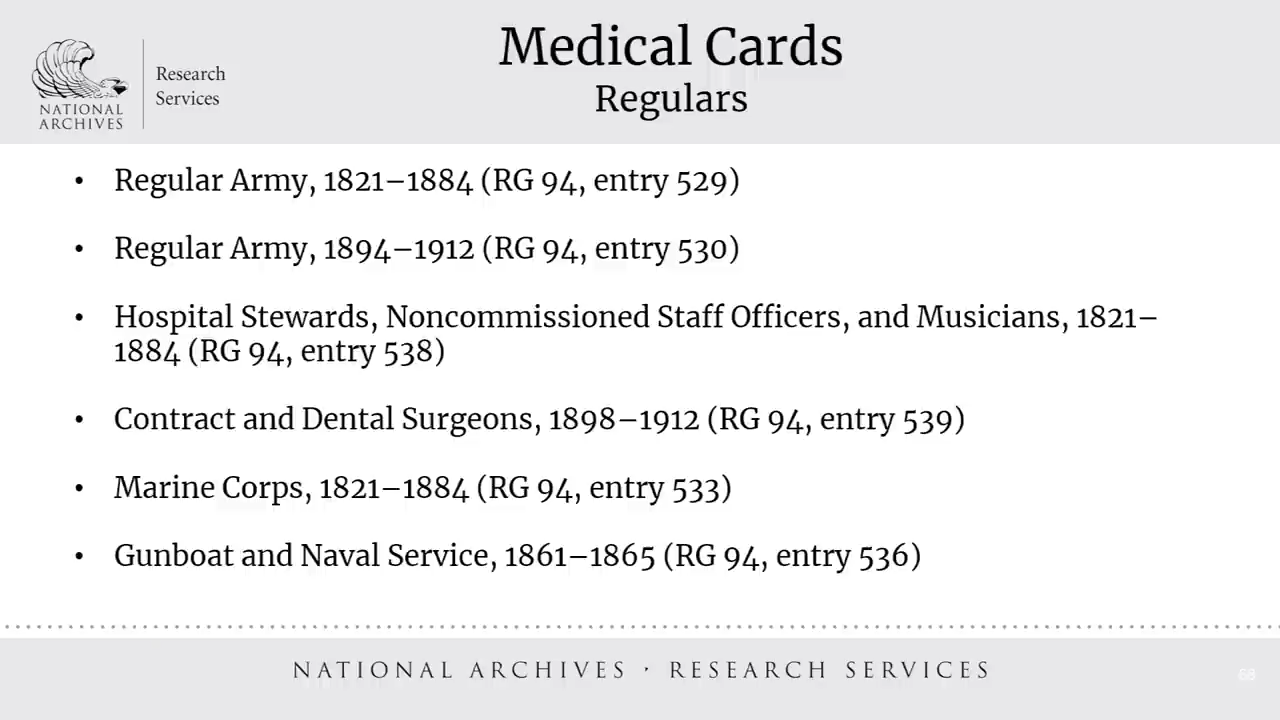 Medical Cards
Regulars
Research
Services
NATIONAL
ARCHIVES
• Regular Army, 1821–1884 (RG 94, entry 529)
• Regular Army, 1894–1912 (RG 94, entry 530)
• Hospital Stewards, Noncommissioned Staff Officers, and Musicians, 1821–
1884 (RG 94, entry 538)
• Contract and Dental Surgeons, 1898–1912 (RG 94, entry 539)
• Marine Corps, 1821–1884 (RG 94, entry 533)
• Gunboat and Naval Service, 1861–1865 (RG 94, entry 536)
NATIONAL ARCHIVES · RESEARCH SERVICES
68